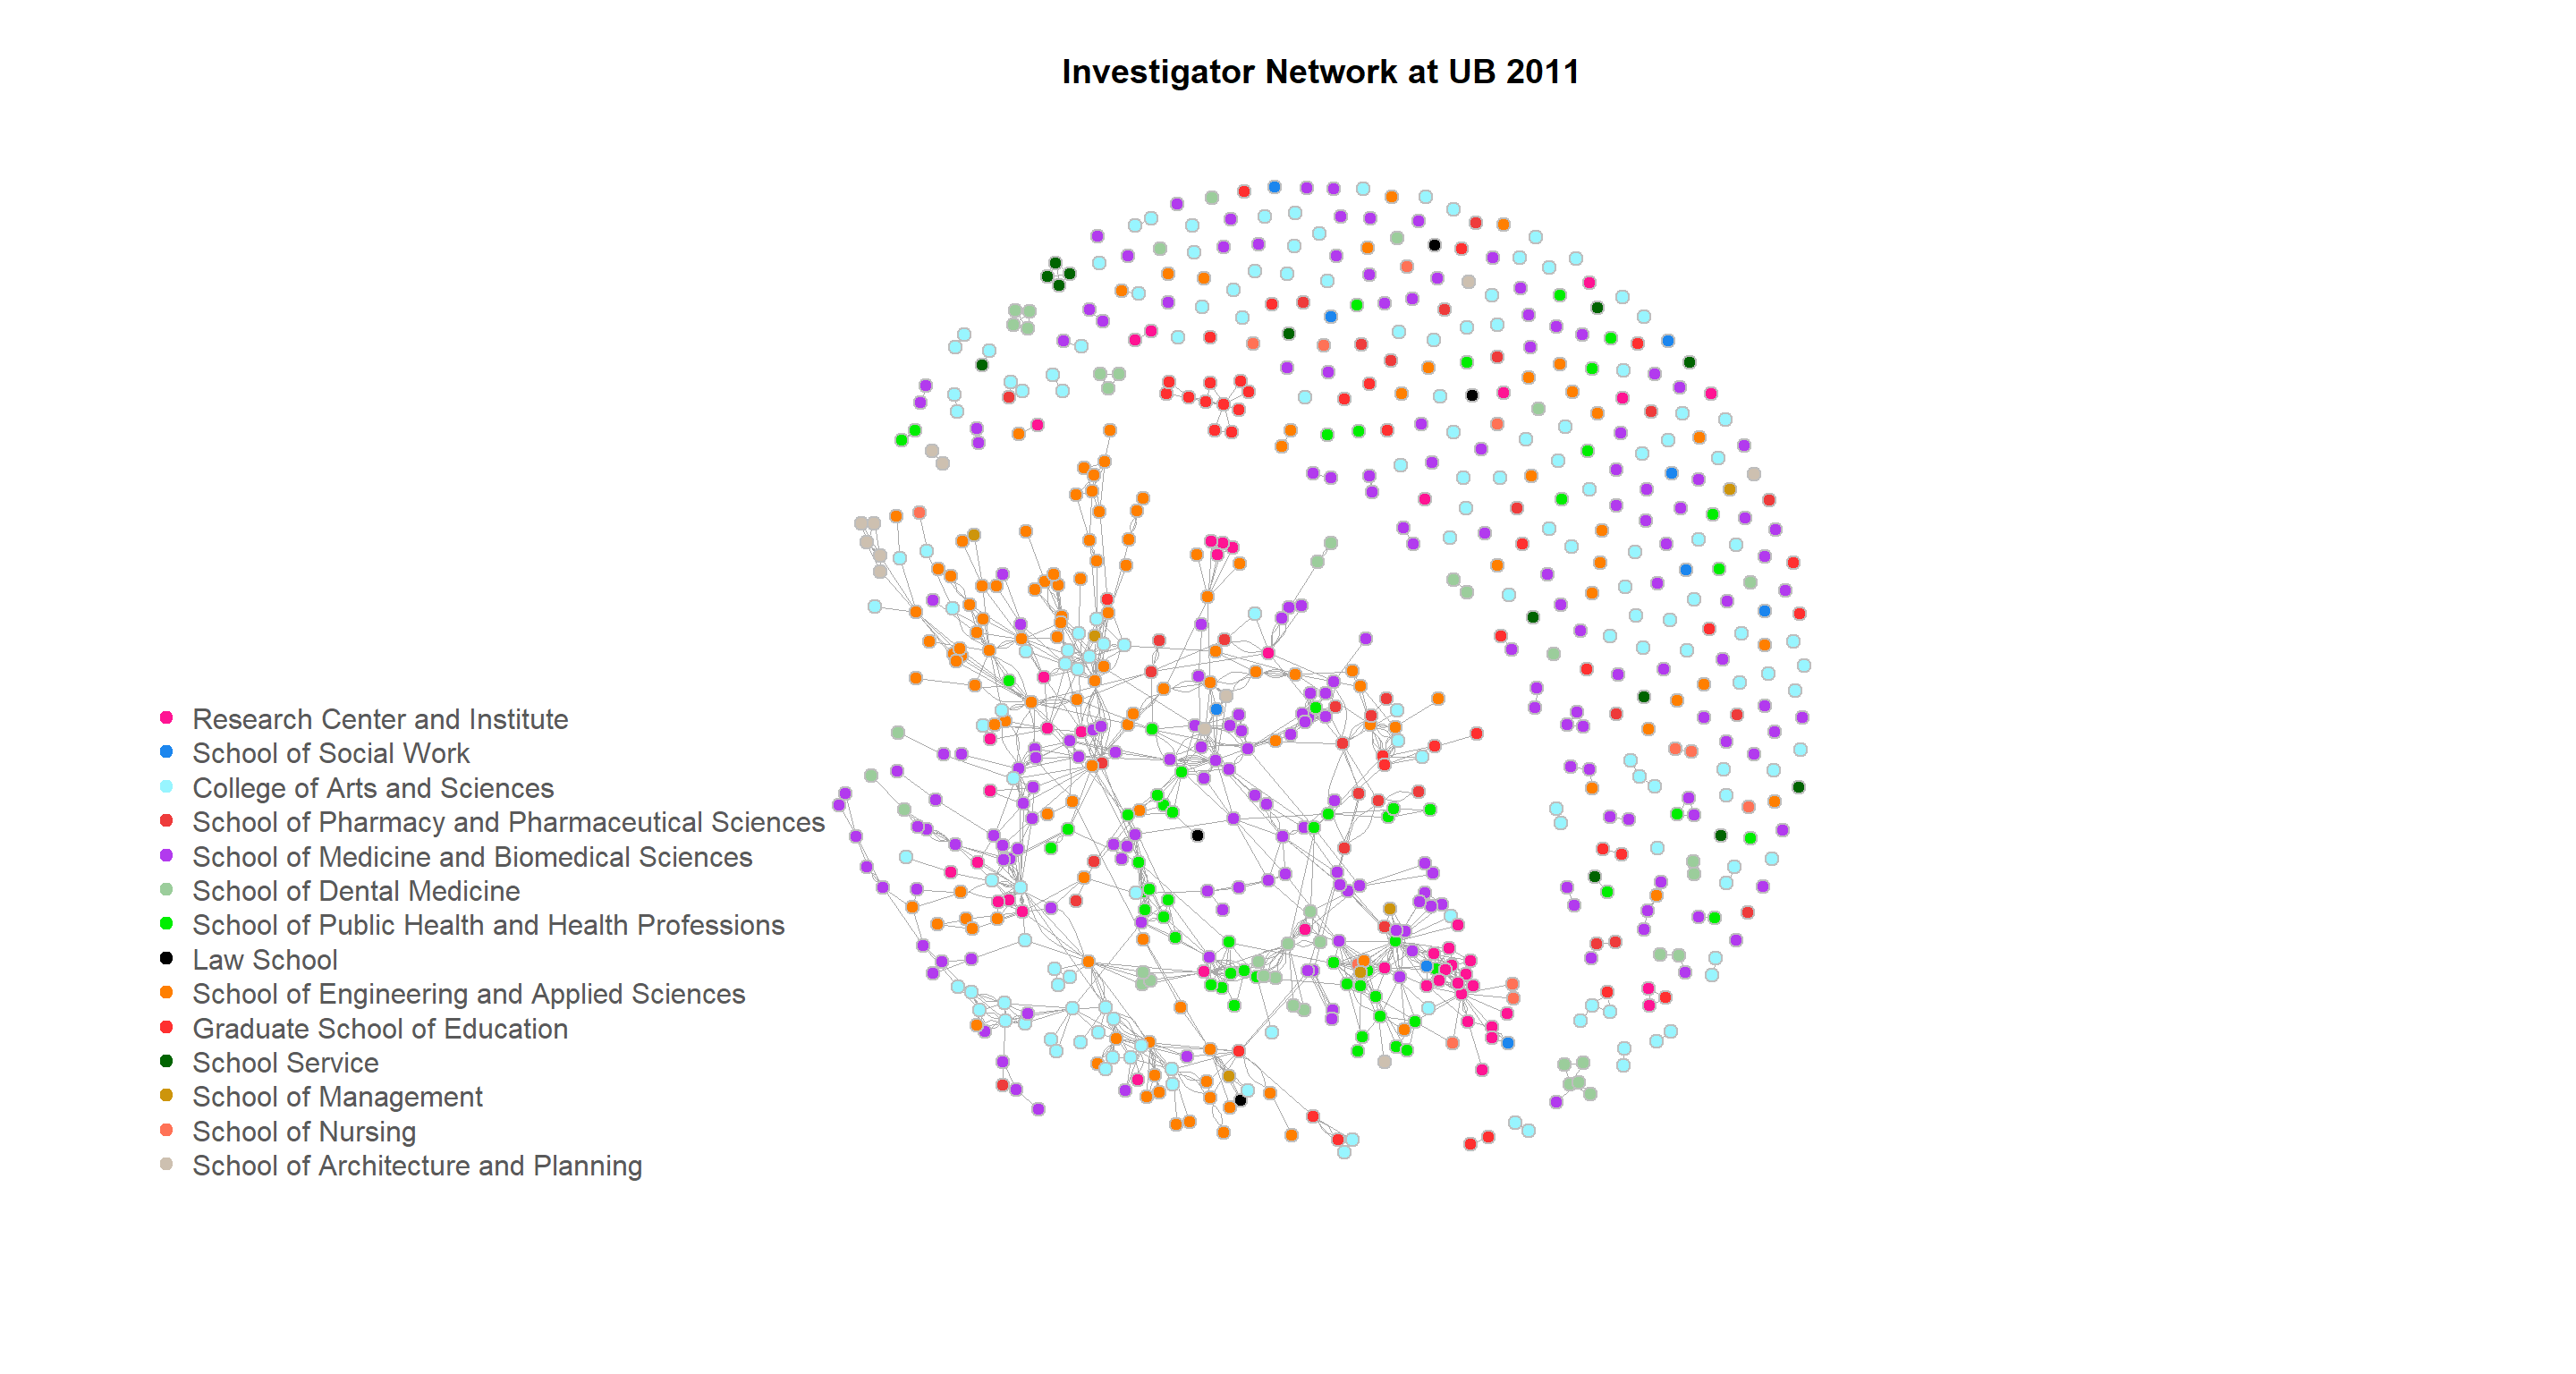 Investigator Network at UB 2011
Research Center and Institute
School of Social Work
College of Arts and Sciences
School of Pharmacy and Pharmaceutical Sciences
School of Medicine and Biomedical Sciences
School of Dental Medicine
School of Public Health and Health Professions
Law School
School of Engineering and Applied Sciences
Graduate School of Education
School Service
School of Management
School of Nursing
School of Architecture and Planning